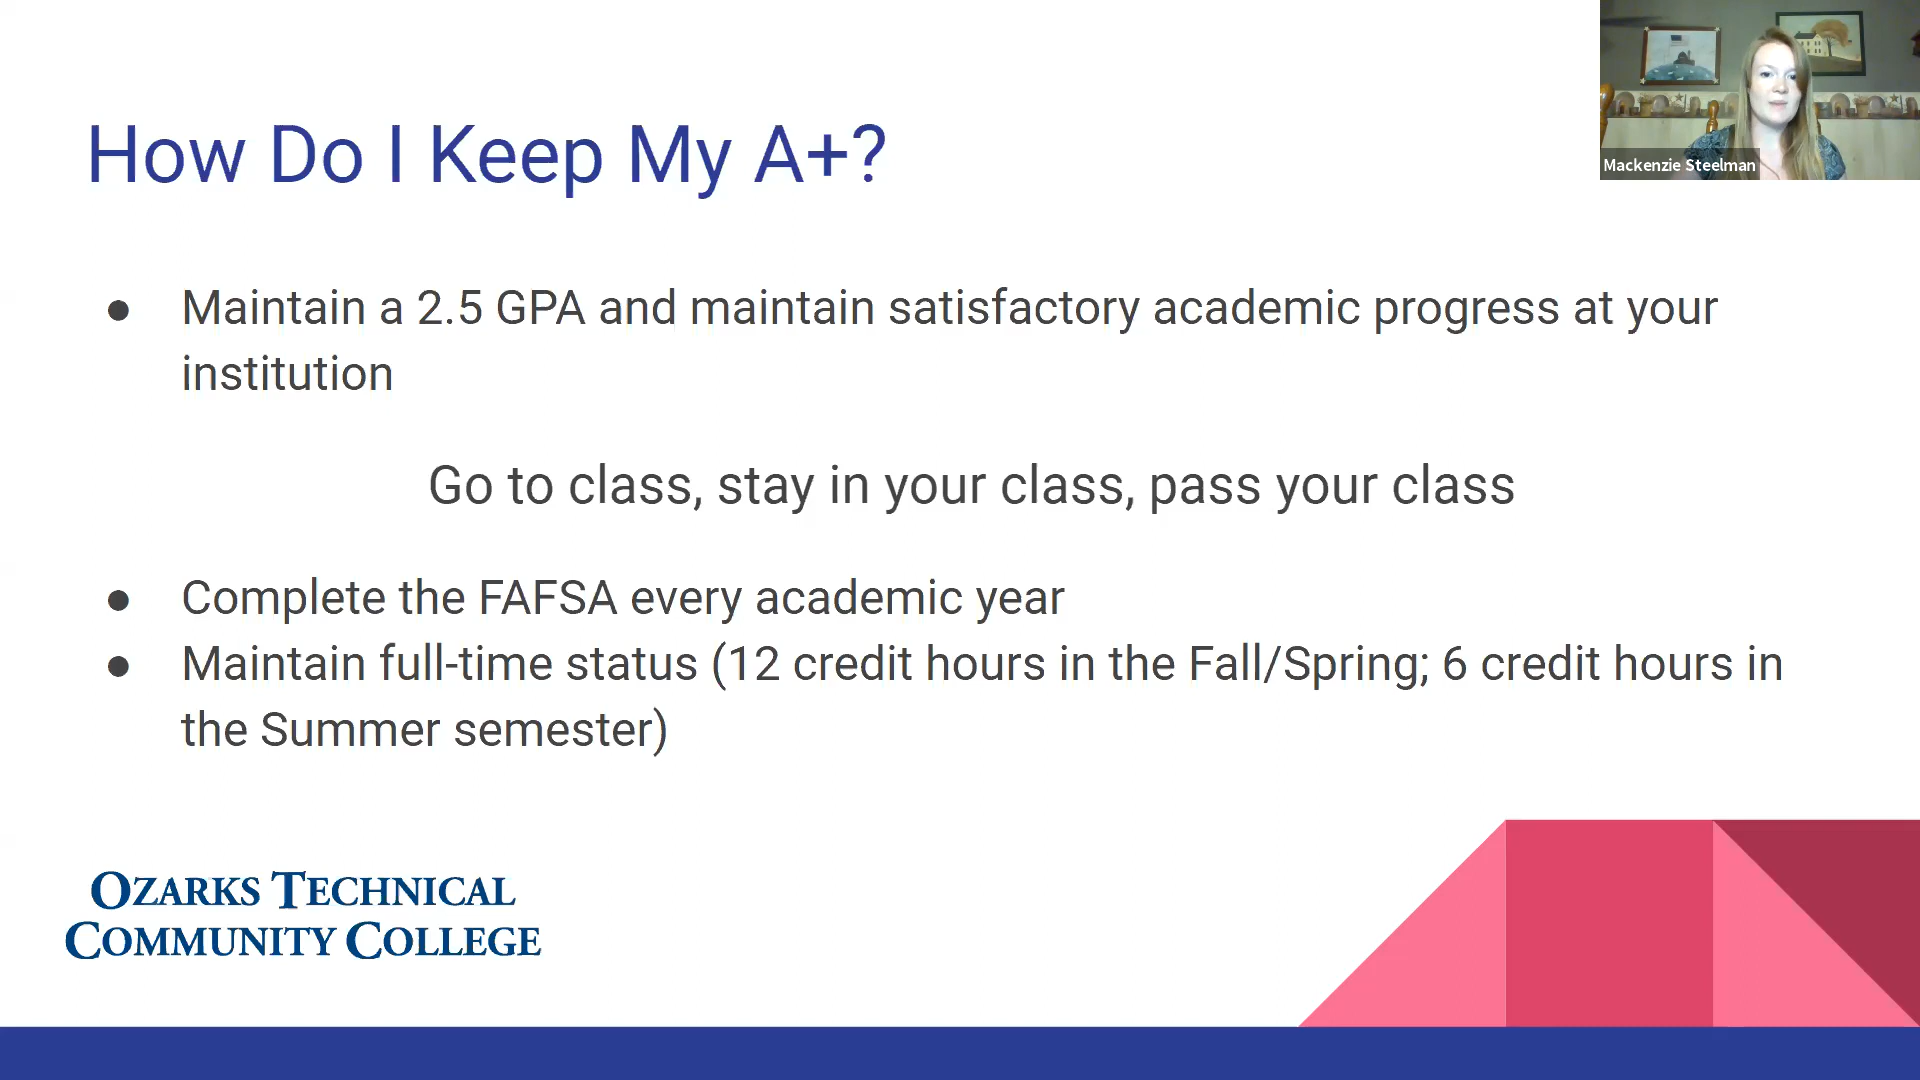 How Do I Keep My A+?
Mackenzie Steelman
● Maintain a 2.5 GPA and maintain satisfactory academic progress at your
institution
Go to class, stay in your class, pass your class
● Complete the FAFSA every academic year
● Maintain full-time status (12 credit hours in the Fall/Spring; 6 credit hours in
the Summer semester)
OZARKS TECHNICAL
COMMUNITY COLLEGE